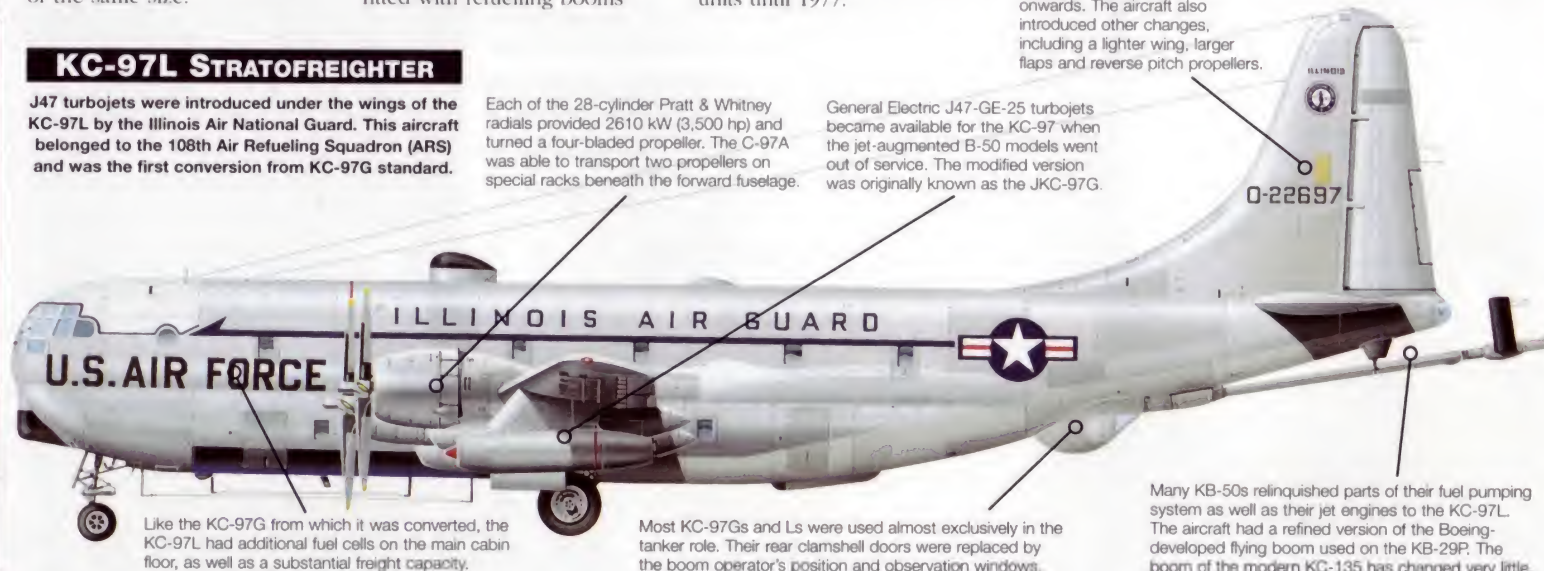 of the same size.
fitted with refueling booms
units until 1977.
KC-97L STRATOFREIGHTER
J47 turbojets were introduced under the wings of the
KC-97L by the Illinois Air National Guard. This aircraft
belonged to the 108th Air Refueling Squadron (ARS)
and was the first conversion from KC-97G standard.
Each of the 28-cylinder Pratt & Whitney
radials provided 2610 kW (3,500 hp) and
turned a four-bladed propeller. The C-97A
was able to transport two propellers on
special racks beneath the forward fuselage.
General Electric J47-GE-25 turbojets
became available for the KC-97 when
the jet-augmented B-50 models went
out of service. The modified version
was originally known as the JKC-97G.
onwards. The aircraft also
introduced other changes,
including a lighter wing, larger
flaps and reverse pitch propellers.
ILLINOIS
0-22697
ILLINOIS AIR GUARD
U.S. AIR FORCE
Like the KC-97G from which it was converted, the
KC-97L had additional fuel cells on the main cabin
floor, as well as a substantial freight capacity.
Most KC-97Gs and Ls were used almost exclusively in the
tanker role. Their rear clamshell doors were replaced by
the boom operator's position and observation windows.
Many KB-50s relinquished parts of their fuel pumping
system as well as their jet engines to the KC-97L.
The aircraft had a refined version of the Boeing-
developed flying boom used on the KB-29P. The
boom of the modern KC-135 has changed very little.